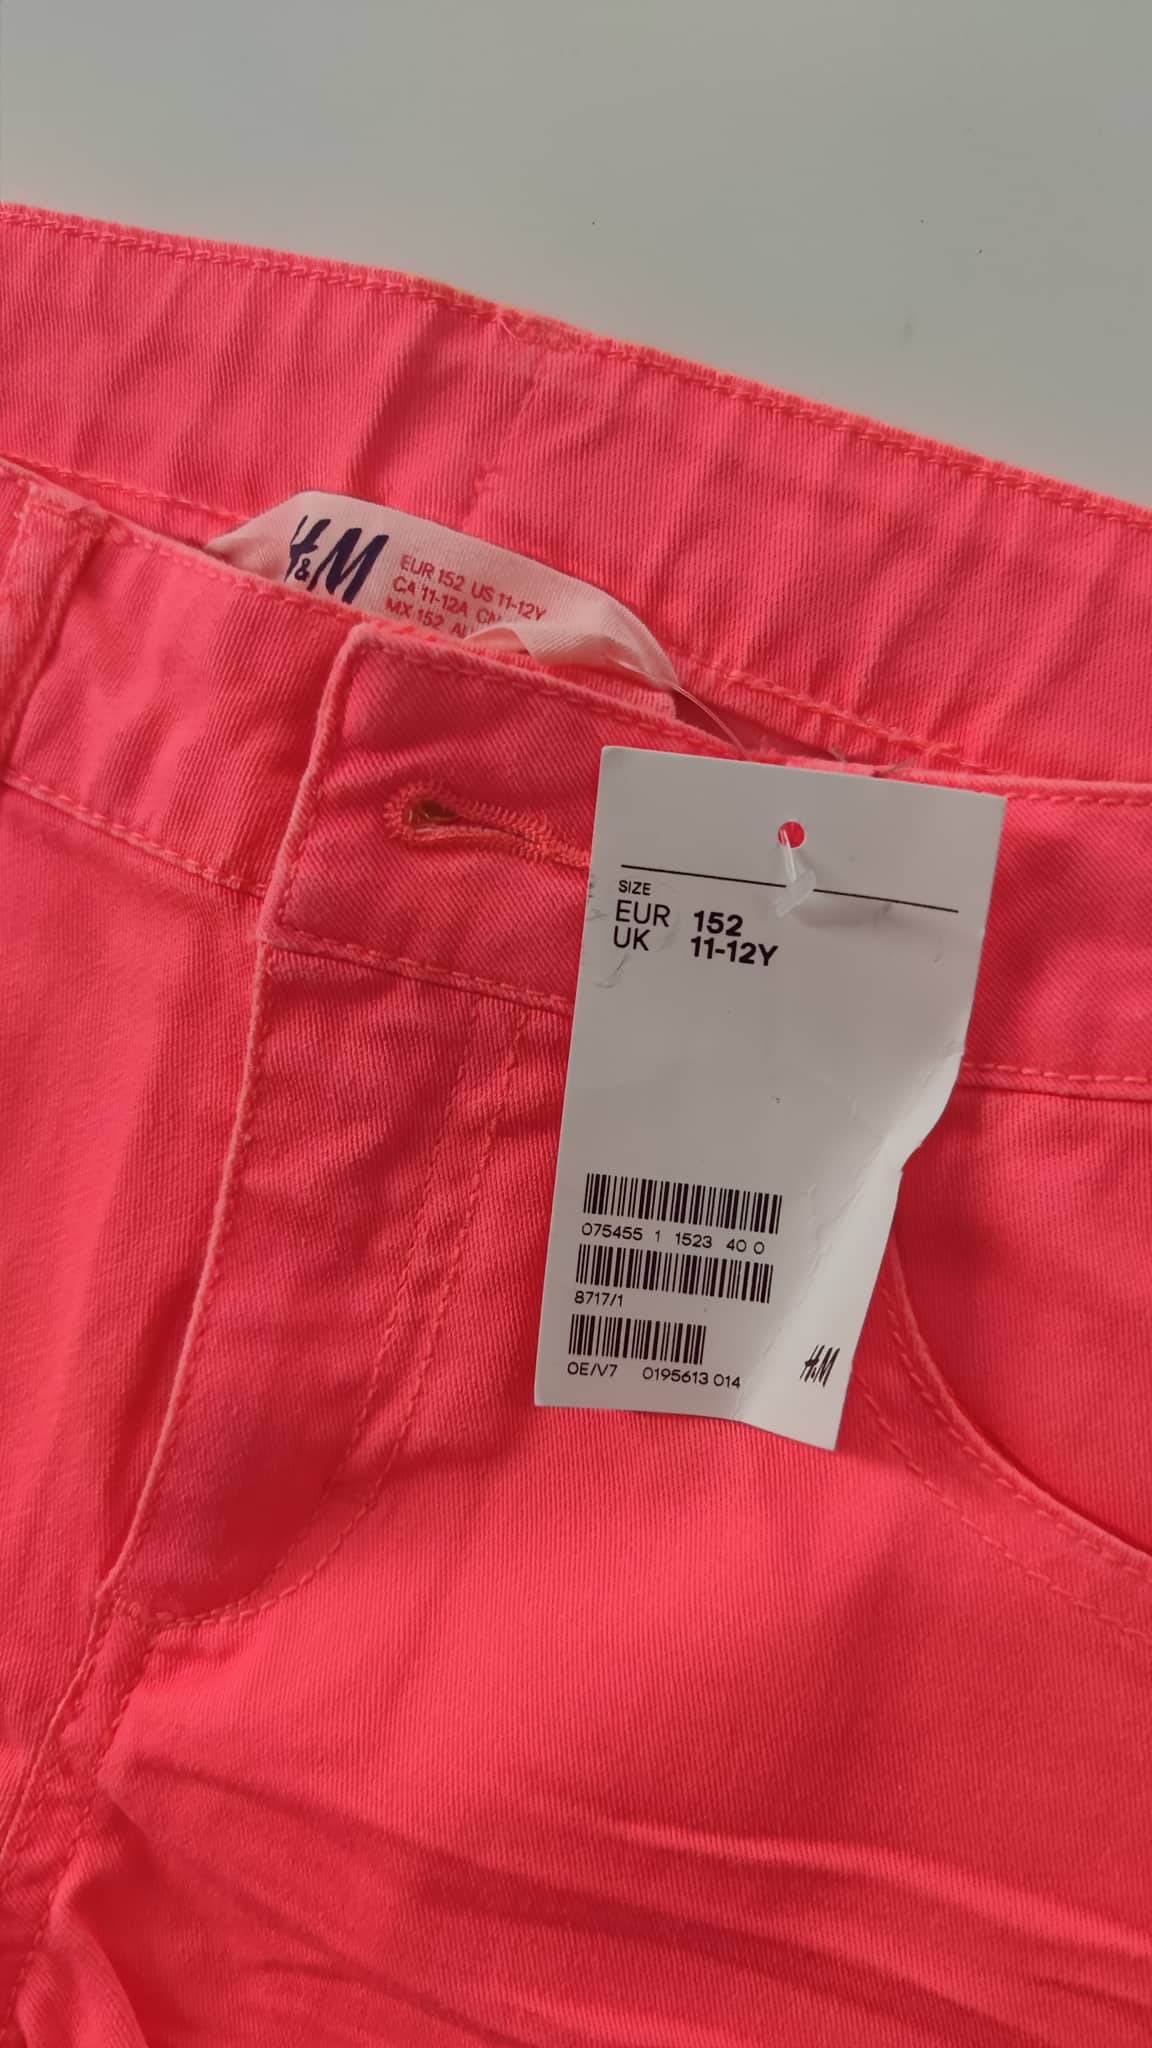 H&M
EUR 152 US 11-12Y
CA 11-12A CN
MX 152
SIZE
EUR 152
UK 11-12Y
075455 1 1523 40 0
8717/1
0E/V7 0195613 014
H&M